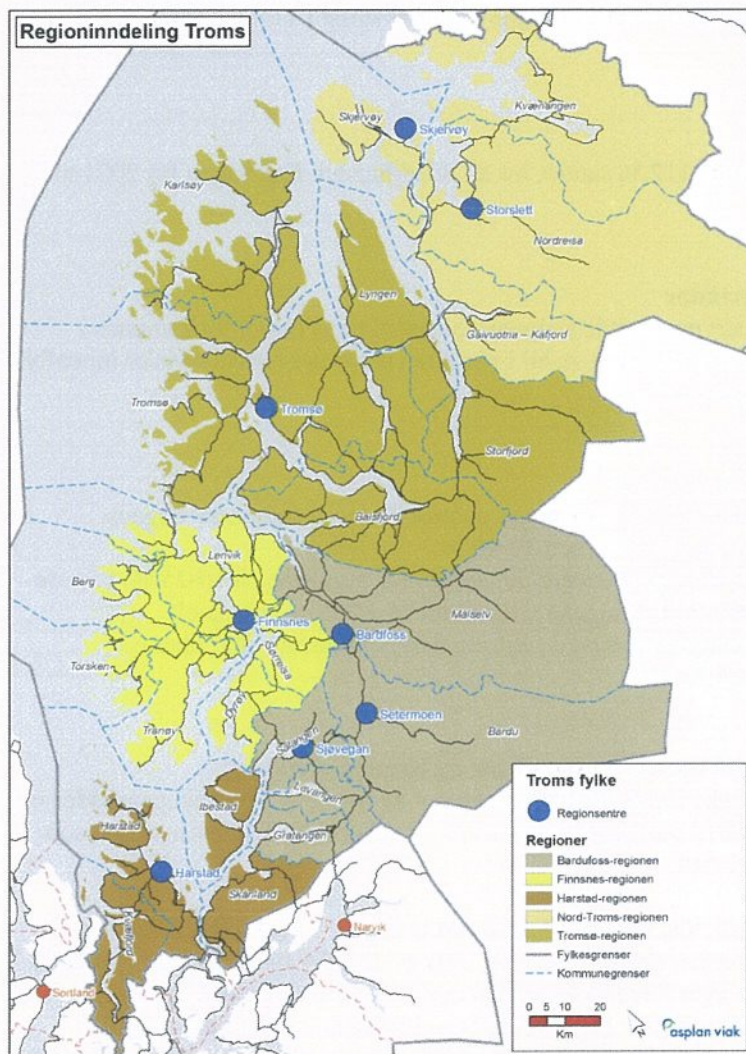 Regioninndeling Troms
Kvænangen
Skjervøy
Skjervøy
Karlsøy
Storslett
Nordreisa
Lyngen
Gáivuotna – Kåfjord
Tromsø
Tromsø
Storfjord
Balsfjord
Lenvik
Berg
Målselv
Finnsnes
Bardfoss
Sørreisa
Torsken
Dyrøy
Tranøy
Setermoen
Bardu
Salangen
Sjøvegan
Lavangen
Ibestad
Harstad
Gratangen
Harstad
Skånland
Kvæfjord
Narvik
Sortland
Troms fylke
Regionsentre
Regioner
Bardufoss-regionen
Finnsnes-regionen
Harstad-regionen
Nord-Troms-regionen
Tromsø-regionen
Fylkesgrenser
Kommunegrenser
0 5 10 20
Km
N
asplan viak